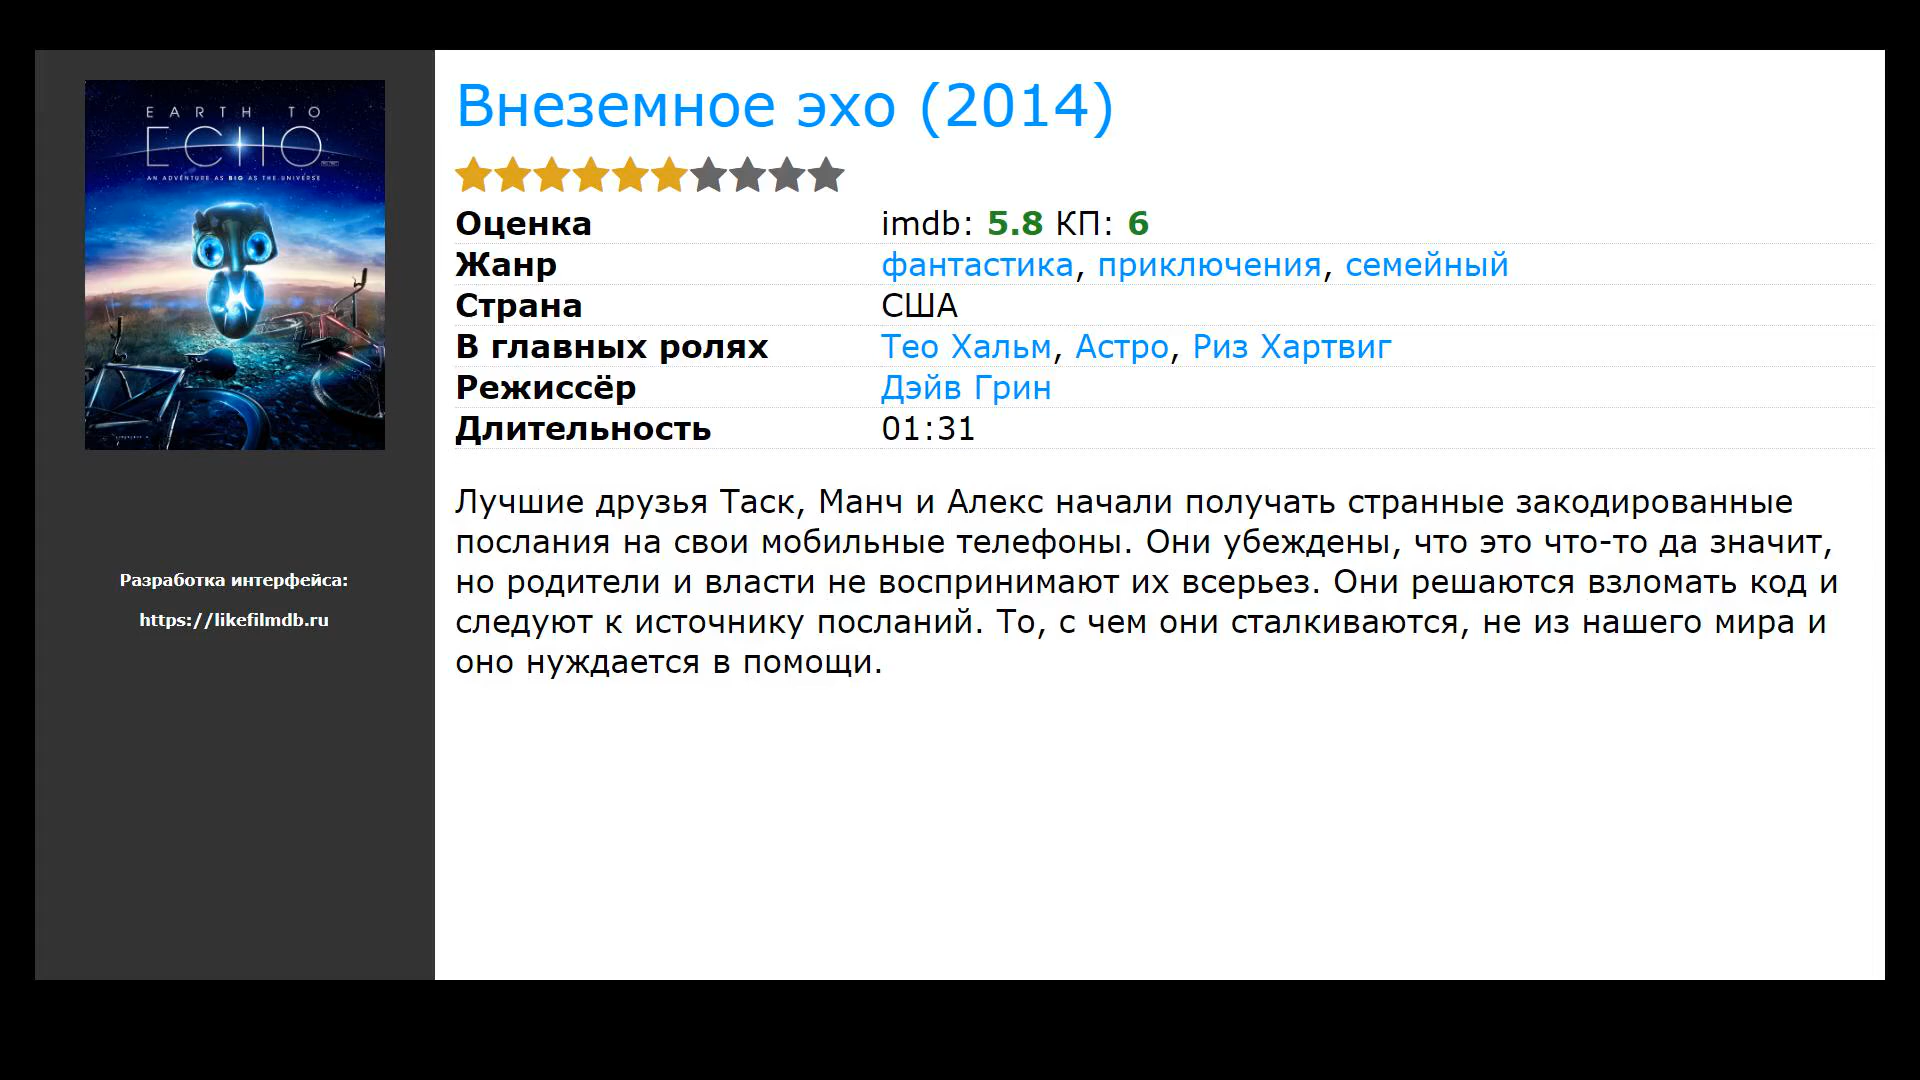 EARTH TO
ECHO
AN ADVENTURE AS BIG AS THE UNIVERSE
Разработка интерфейса:
https://likefilmdb.ru
Внеземное эхо (2014)
Оценка imdb: 5.8 КП: 6
Жанр фантастика, приключения, семейный
Страна США
В главных ролях Тео Хальм, Астро, Риз Хартвиг
Режиссёр Дэйв Грин
Длительность 01:31
Лучшие друзья Таск, Манч и Алекс начали получать странные закодированные
послания на свои мобильные телефоны. Они убеждены, что это что-то да значит,
но родители и власти не воспринимают их всерьез. Они решаются взломать код и
следуют к источнику посланий. То, с чем они сталкиваются, не из нашего мира и
оно нуждается в помощи.